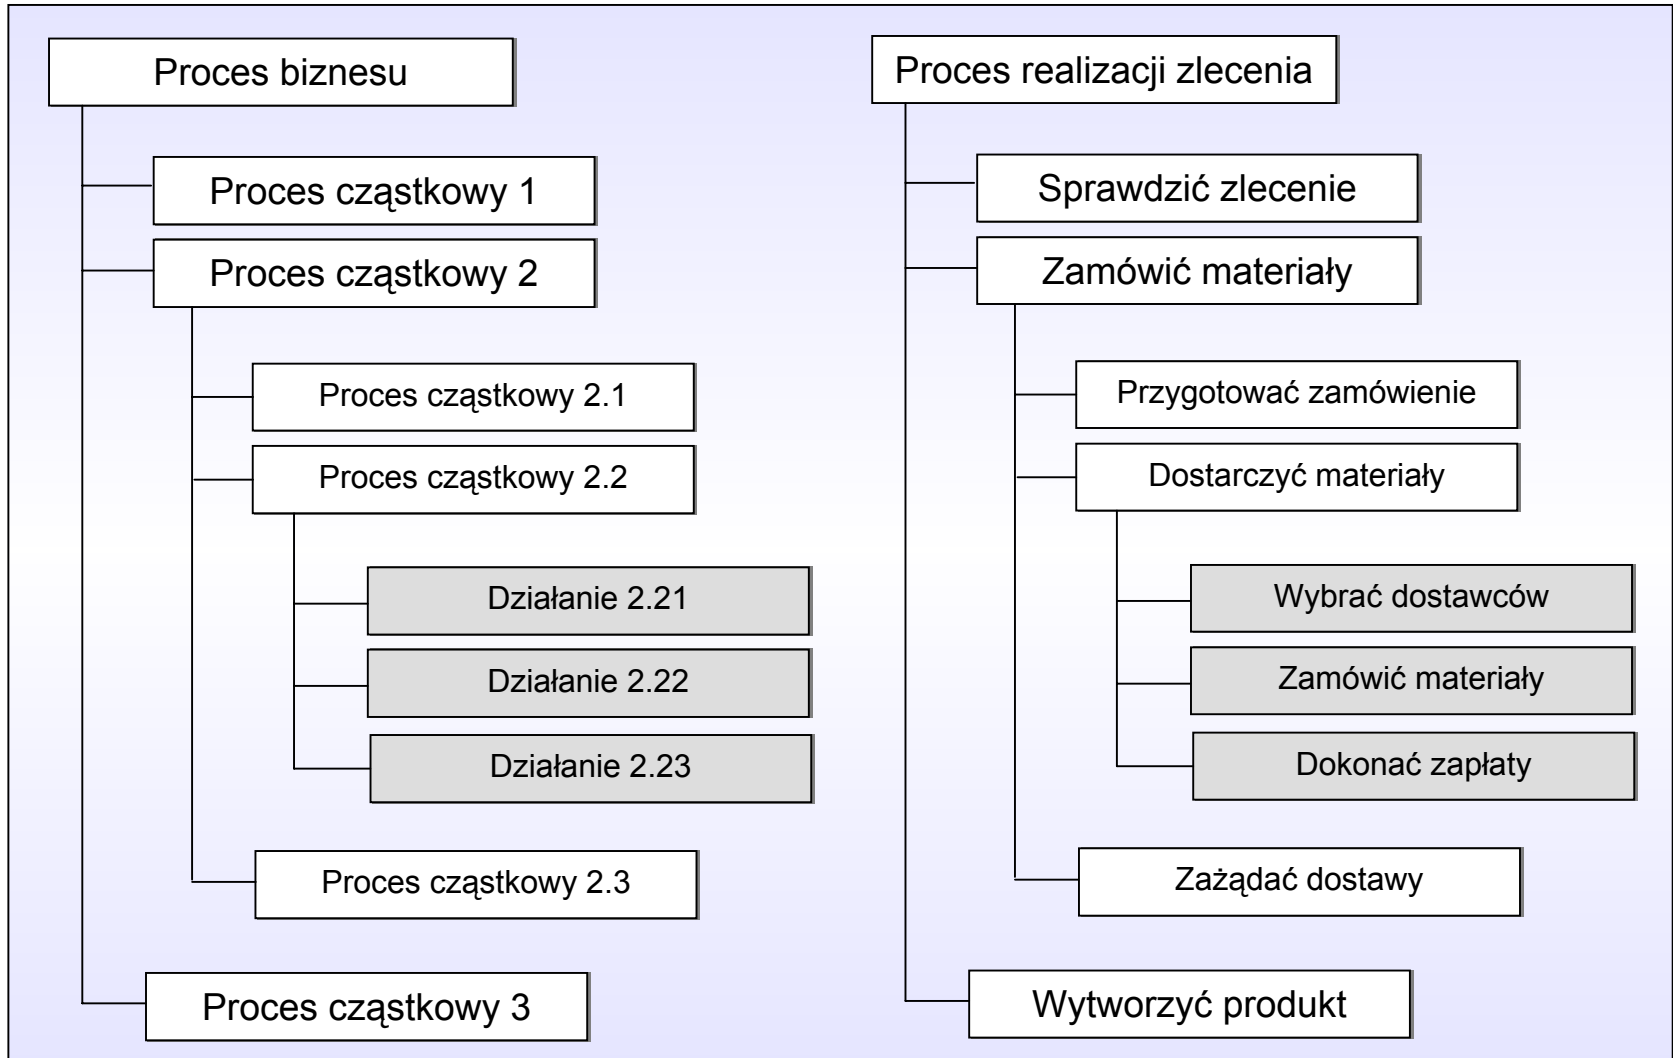 Proces biznesu
Proces cząstkowy 1
Proces cząstkowy 2
Proces cząstkowy 2.1
Proces cząstkowy 2.2
Działanie 2.21
Działanie 2.22
Działanie 2.23
Proces cząstkowy 2.3
Proces cząstkowy 3
Proces realizacji zlecenia
Sprawdzić zlecenie
Zamówić materiały
Przygotować zamówienie
Dostarczyć materiały
Wybrać dostawców
Zamówić materiały
Dokonać zapłaty
Zażądać dostawy
Wytworzyć produkt